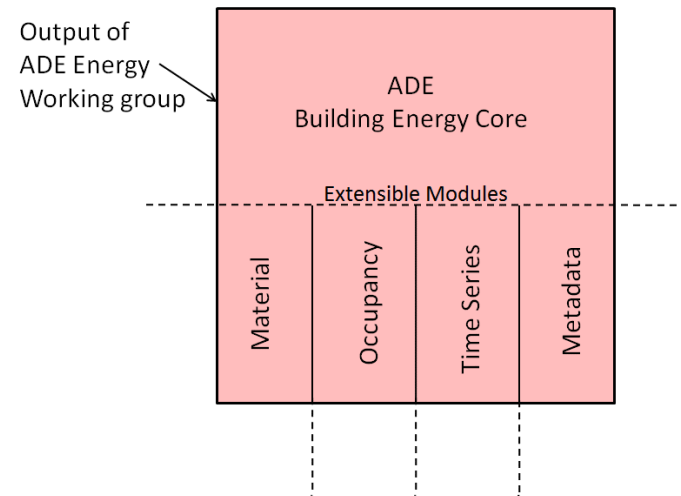 Output of
ADE Energy
Working group
ADE
Building Energy Core
Extensible Modules
Material
Occupancy
Time Series
Metadata